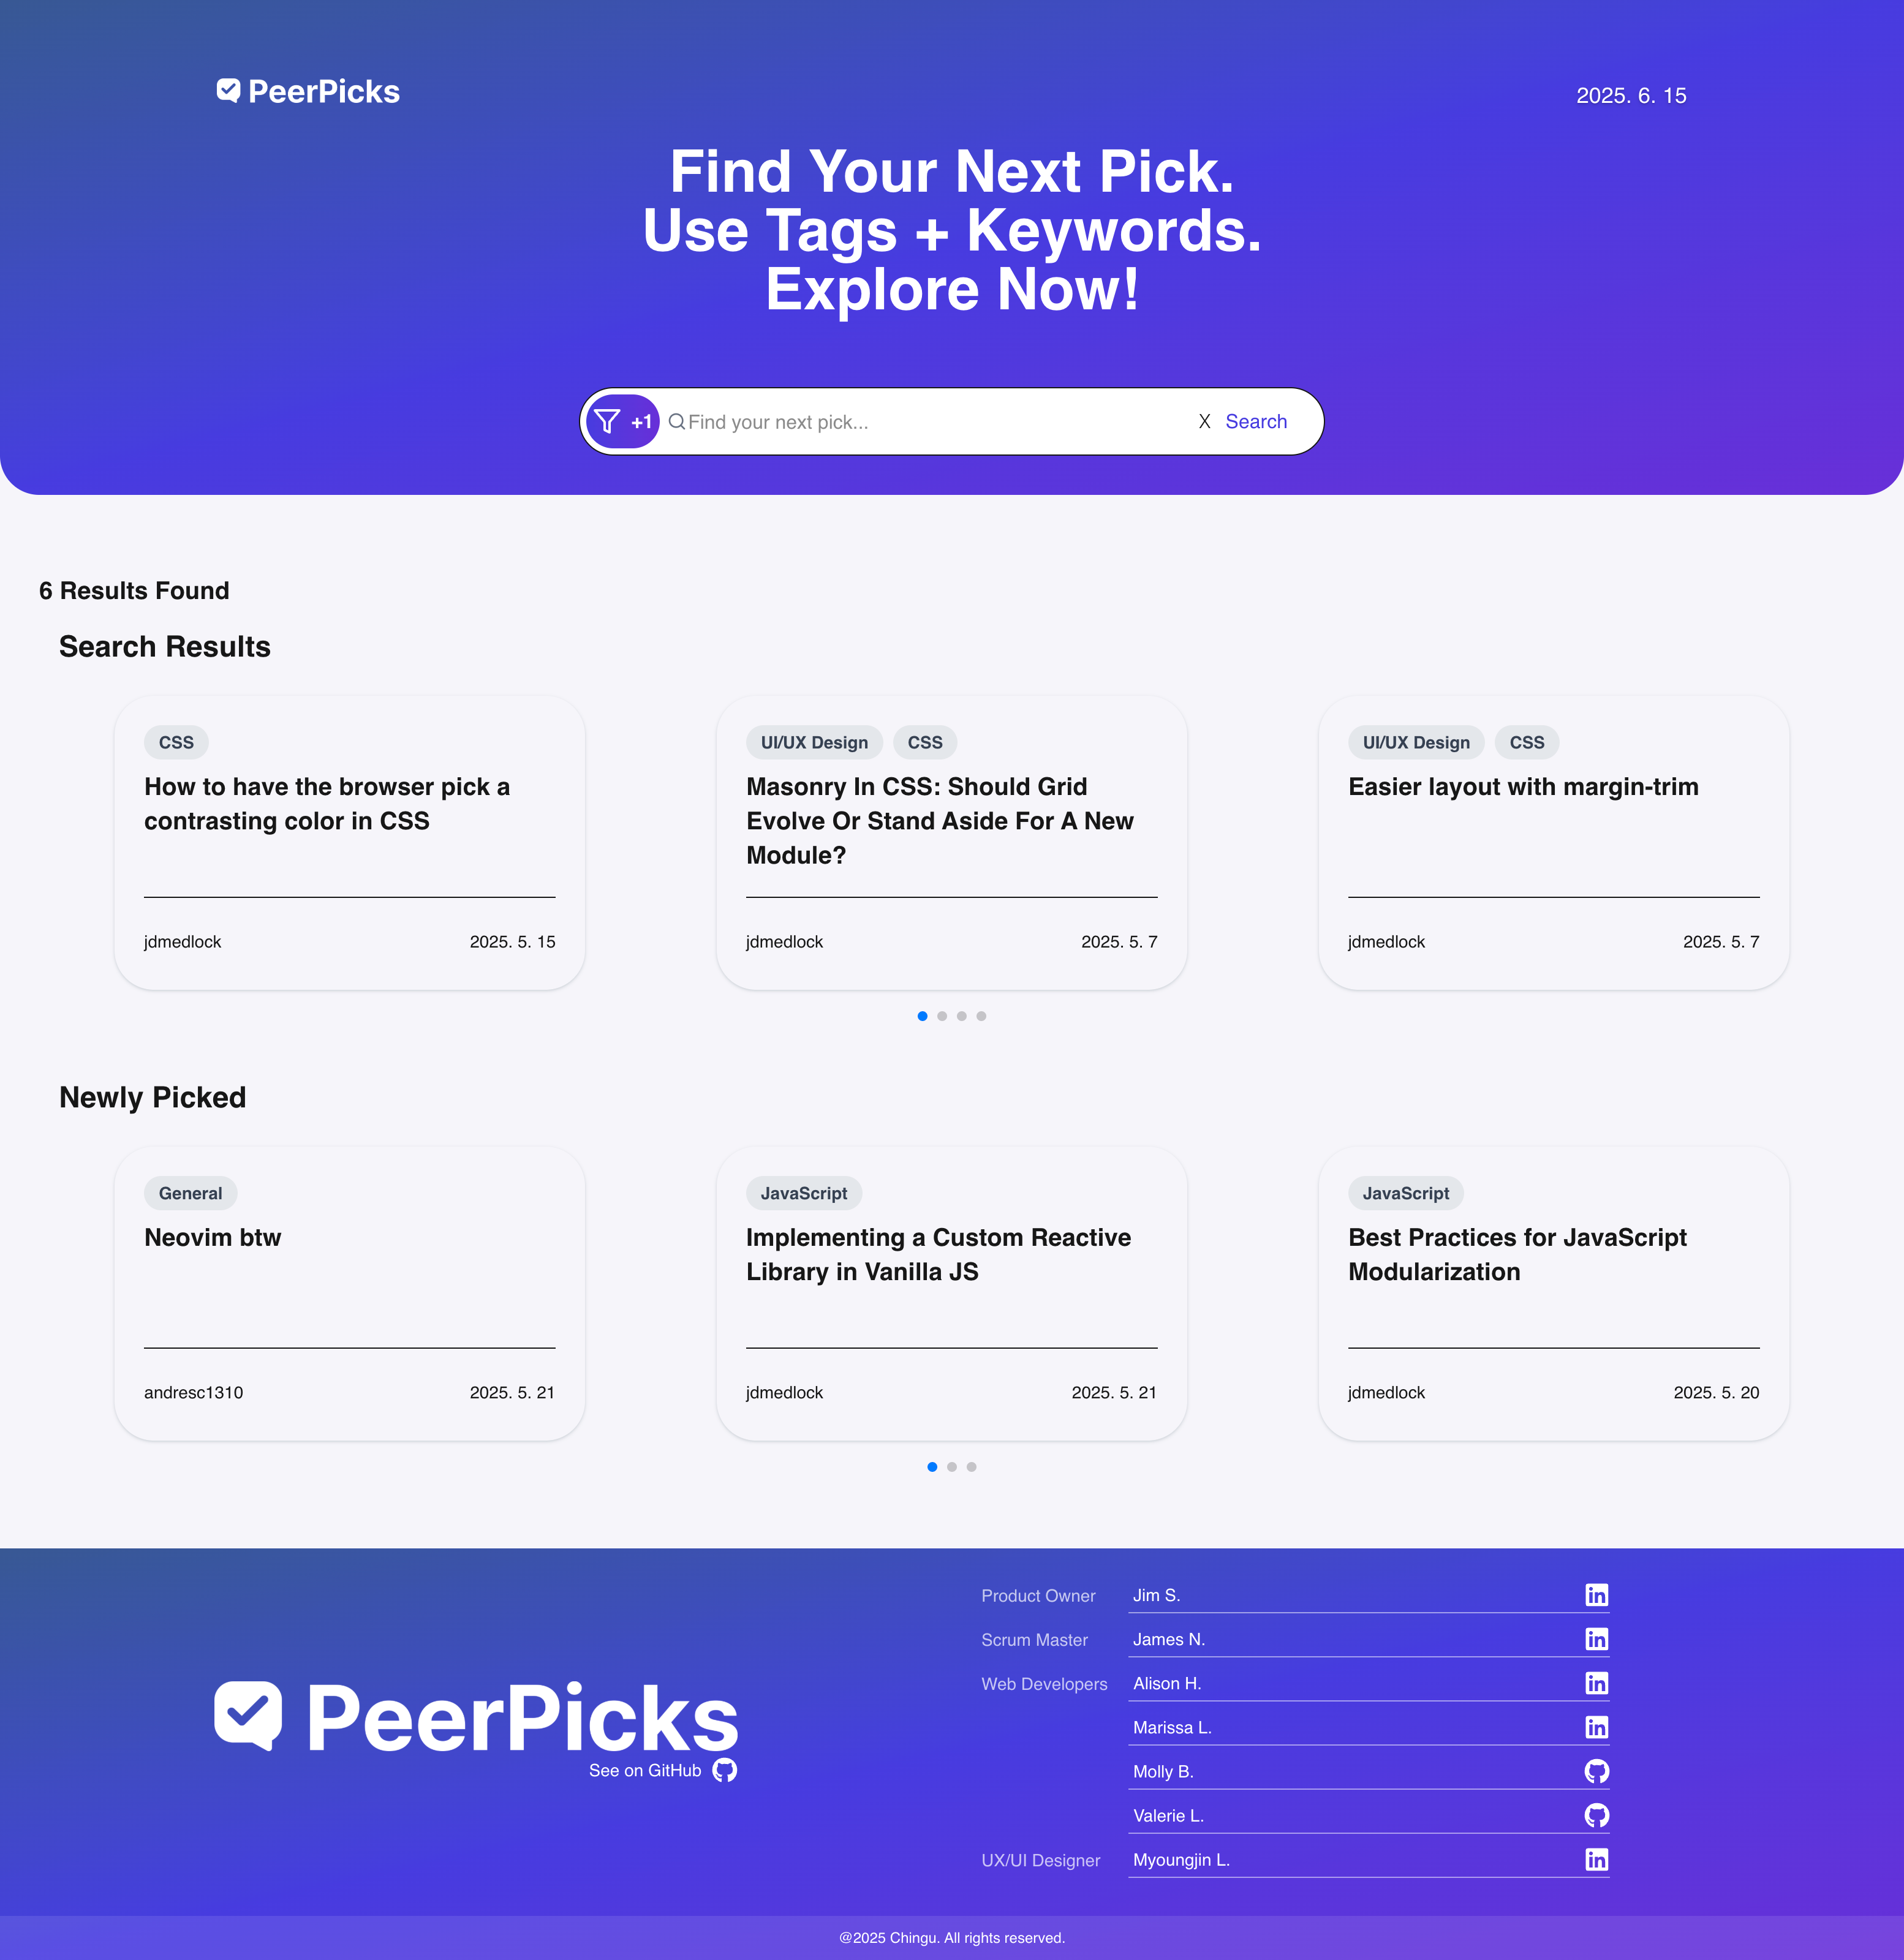 PeerPicks
2025. 6. 15
Find Your Next Pick.
Use Tags + Keywords.
Explore Now!
+1 Find your next pick... X Search
6 Results Found
Search Results
CSS
How to have the browser pick a
contrasting color in CSS
jdmedlock 2025. 5. 15
UI/UX Design CSS
Masonry In CSS: Should Grid
Evolve Or Stand Aside For A New
Module?
jdmedlock 2025. 5. 7
UI/UX Design CSS
Easier layout with margin-trim
jdmedlock 2025. 5. 7
Newly Picked
General
Neovim btw
andresc1310 2025. 5. 21
JavaScript
Implementing a Custom Reactive
Library in Vanilla JS
jdmedlock 2025. 5. 21
JavaScript
Best Practices for JavaScript
Modularization
jdmedlock 2025. 5. 20
PeerPicks
See on GitHub
Product Owner Jim S. in
Scrum Master James N. in
Web Developers Alison H. in
Marissa L. in
Molly B.
Valerie L.
UX/UI Designer Myoungjin L. in
@2025 Chingu. All rights reserved.